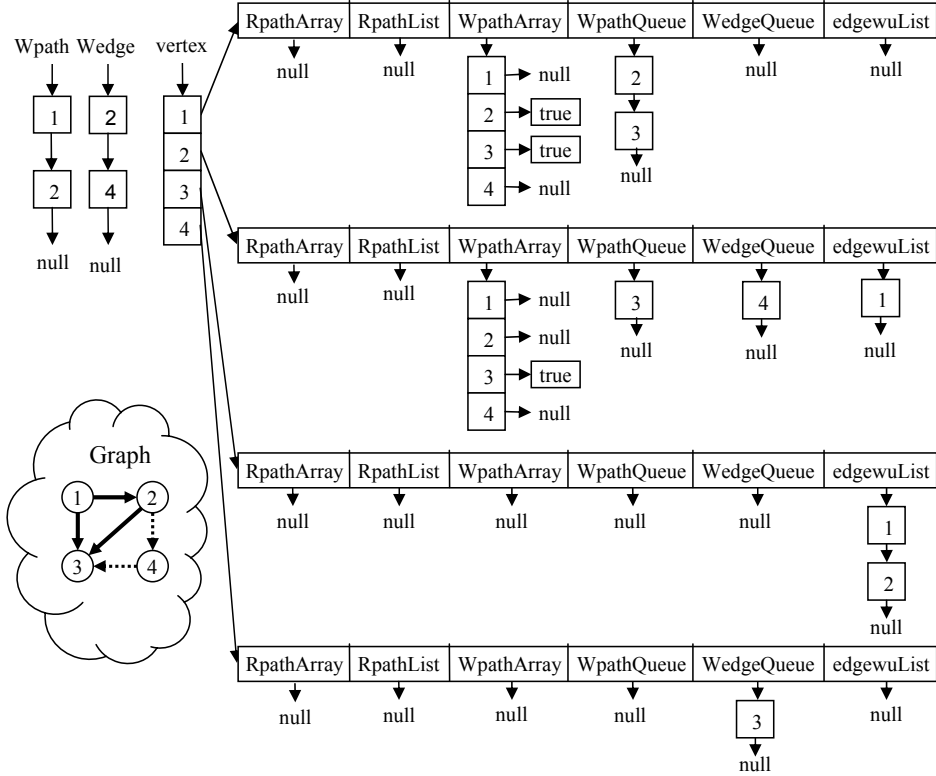 RpathArray RpathList WpathArray WpathQueue WedgeQueue edgewuList
Wpath Wedge vertex
null null null null
1 null
2 true
3 true
4 null
2
3
null
1
2
null
2
4
null
1
2
3
4
RpathArray RpathList WpathArray WpathQueue WedgeQueue edgewuList
null null
1 null
2 null
3 true
4 null
3
null
4
null
1
null
Graph
1 2
3 4
RpathArray RpathList WpathArray WpathQueue WedgeQueue edgewuList
null null null null null
1
2
null
RpathArray RpathList WpathArray WpathQueue WedgeQueue edgewuList
null null null null null
3
null